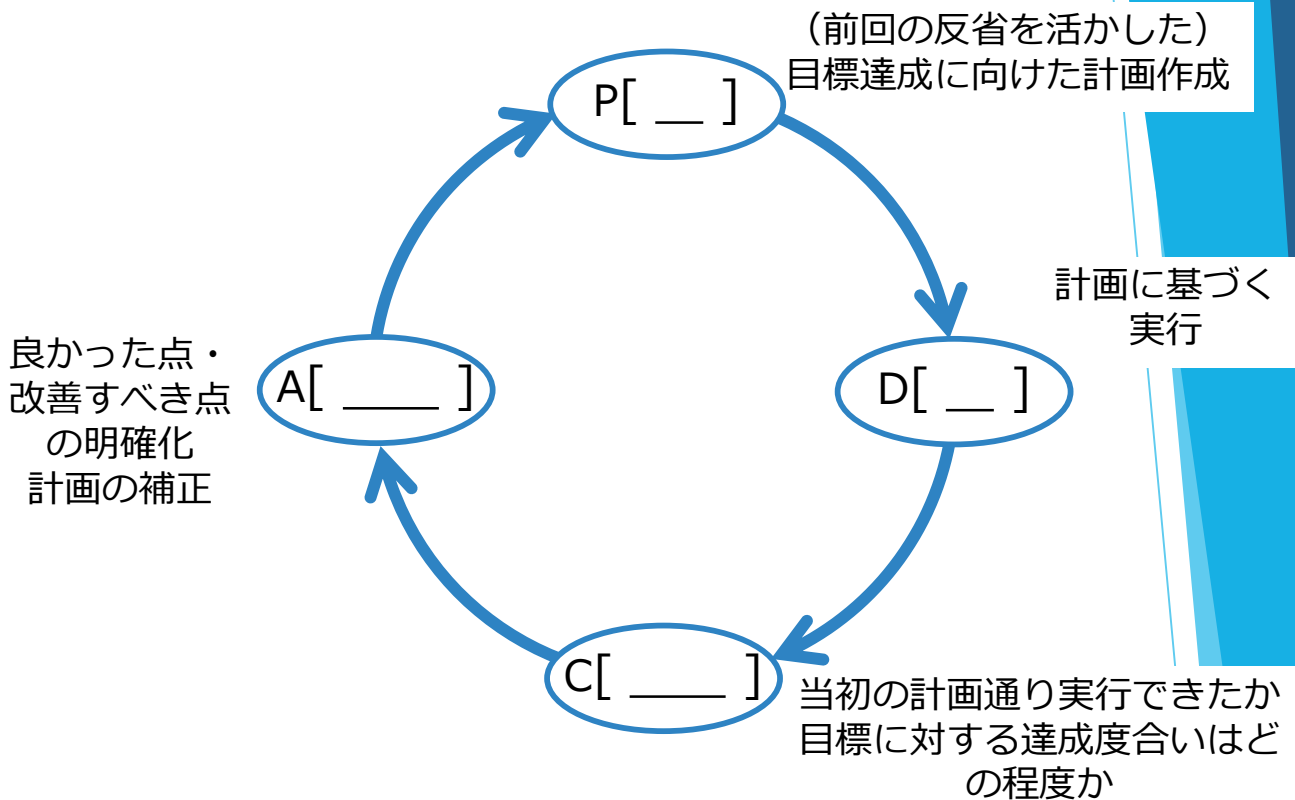 （前回の反省を活かした）
目標達成に向けた計画作成
P[ __ ]
計画に基づく
実行
D[ __ ]
良かった点・
改善すべき点
の明確化
計画の補正
A[ ____ ]
C[ ____ ]
当初の計画通り実行できたか
目標に対する達成度合いはど
の程度か